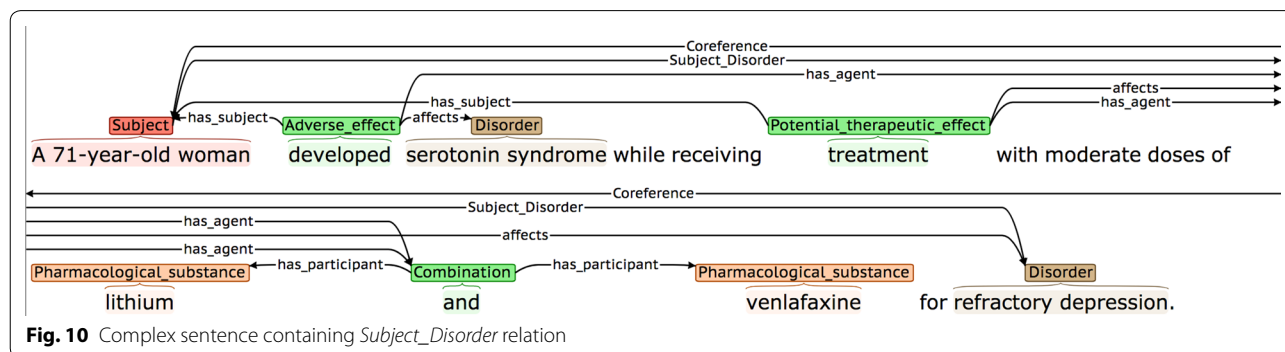 Coreference
Subject_Disorder
has_agent
has_subject affects
has_agent
Subject has_subject Adverse_effect affects Disorder Potential_therapeutic_effect
A 71-year-old woman developed serotonin syndrome while receiving treatment with moderate doses of
Coreference
Subject_Disorder
has_agent
affects
has_agent
Pharmacological_substance has_participant Combination has_participant Pharmacological_substance Disorder
lithium and venlafaxine for refractory depression.
Fig. 10 Complex sentence containing Subject_Disorder relation